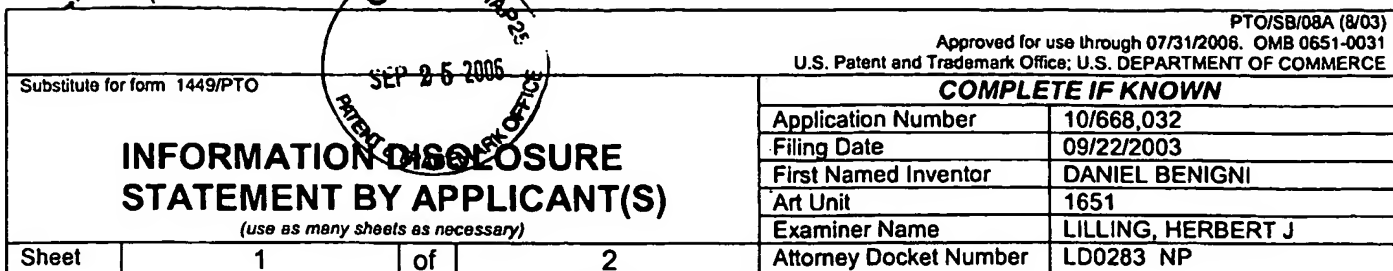 PTO/SB/08A (8/03)
Approved for use through 07/31/2006. OMB 0651-0031
U.S. Patent and Trademark Office; U.S. DEPARTMENT OF COMMERCE
Substitute for form 1449/PTO
SEP 25 2006
PATENT
OFFICE
INFORMATION DISCLOSURE
STATEMENT BY APPLICANT(S)
(use as many sheets as necessary)
Sheet 1 of 2
COMPLETE IF KNOWN
Application Number 10/668,032
Filing Date 09/22/2003
First Named Inventor DANIEL BENIGNI
Art Unit 1651
Examiner Name LILLING, HERBERT J
Attorney Docket Number LD0283 NP